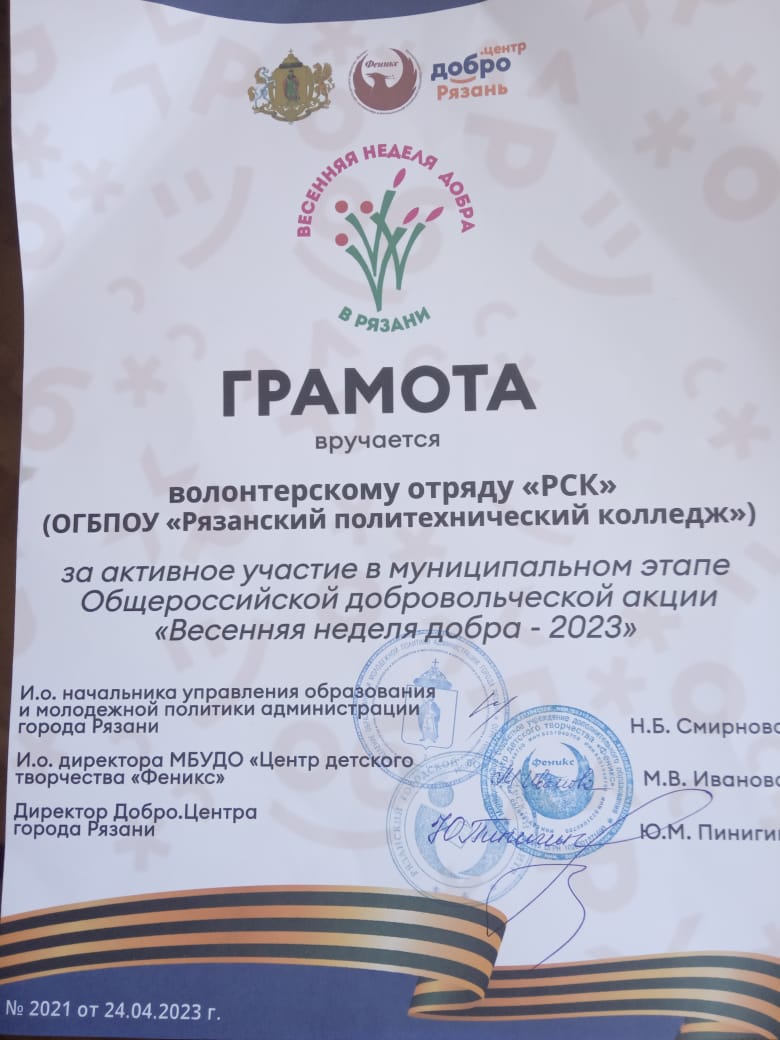 Феникс
добро
.центр
Рязань
ВЕСЕННЯЯ НЕДЕЛЯ ДОБРА
В РЯЗАНИ
ГРАМОТА
вручается
волонтерскому отряду «РСК»
(ОГБПОУ «Рязанский политехнический колледж»)
за активное участие в муниципальном этапе
Общероссийской добровольческой акции
«Весенняя неделя добра - 2023»
И.о. начальника управления образования
и молодежной политики администрации
города Рязани
Н.Б. Смирнова
И.о. директора МБУДО «Центр детского
творчества «Феникс»
М.В. Иванова
Директор Добро.Центра
города Рязани
Ю.М. Пинигин
Феникс
№ 2021 от 24.04.2023 г.